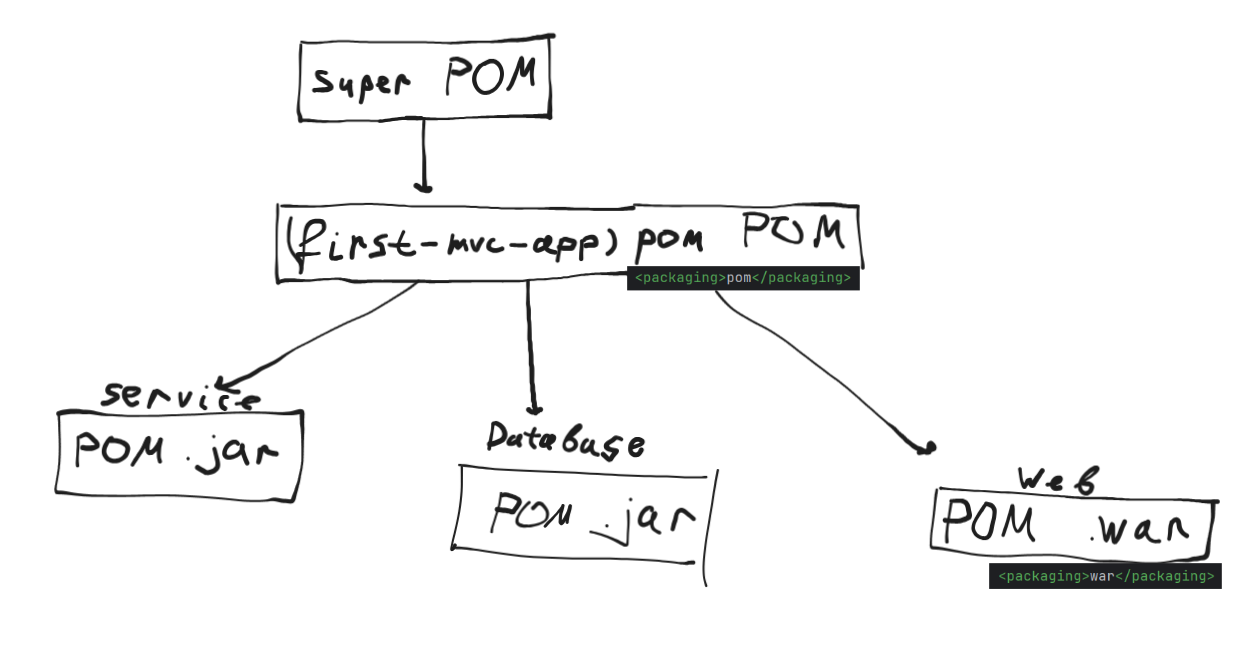 super POM
(first-mvc-app) pom POM
<packaging>pom</packaging>
service
POM .jar
Database
POM .jar
Web
POM .war
<packaging>war</packaging>